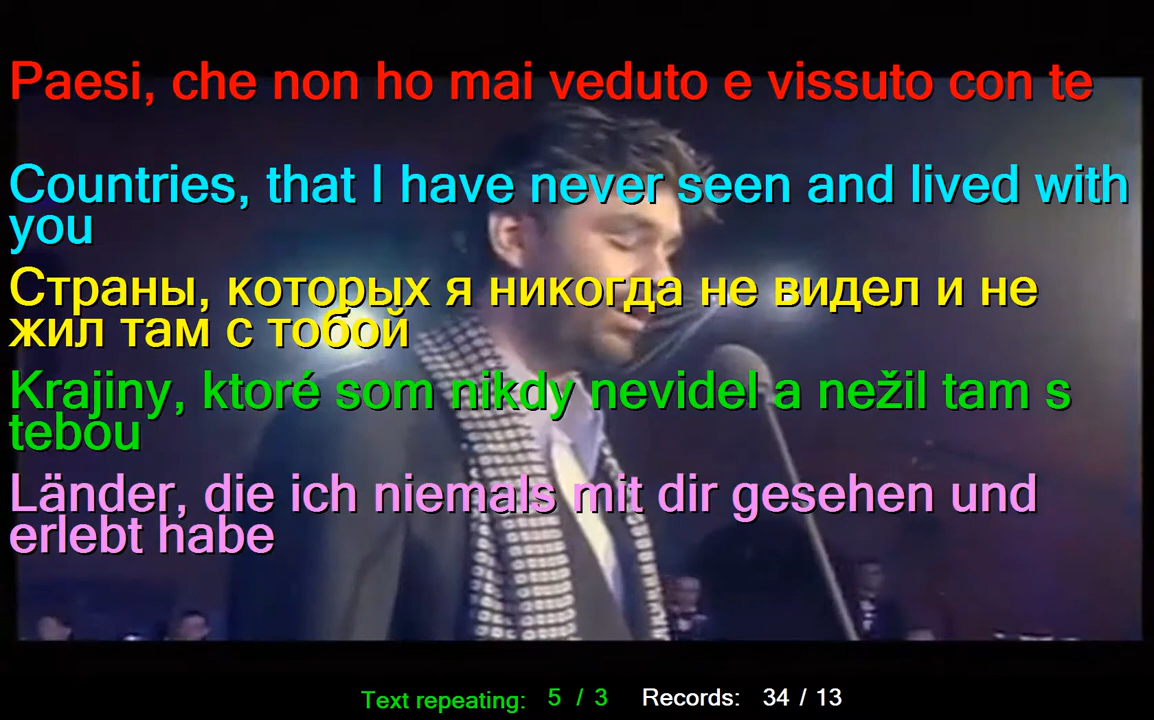 Paesi, che non ho mai veduto e vissuto con te
Countries, that I have never seen and lived with
you
Страны, которых я никогда не видел и не
жил там с тобой
Krajiny, ktoré som nikdy nevidel a nežil tam s
tebou
Länder, die ich niemals mit dir gesehen und
erlebt habe
Text repeating: 5 / 3 Records: 34 / 13